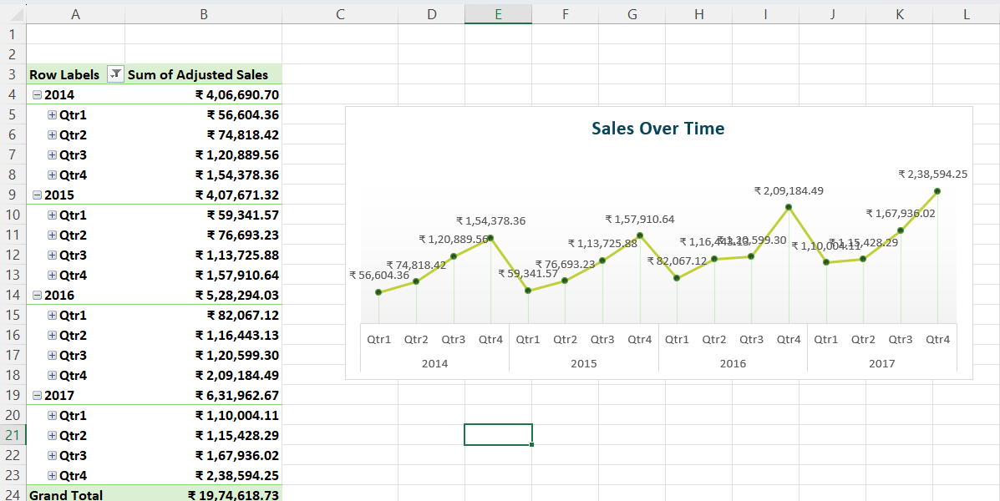 A B C D E F G H I J K L
1
2
3 Row Labels Sum of Adjusted Sales
4 2014 ₹ 4,06,690.70
5 Qtr1 ₹ 56,604.36
6 Qtr2 ₹ 74,818.42
7 Qtr3 ₹ 1,20,889.56
8 Qtr4 ₹ 1,54,378.36
9 2015 ₹ 4,07,671.32
10 Qtr1 ₹ 59,341.57
11 Qtr2 ₹ 76,693.23
12 Qtr3 ₹ 1,13,725.88
13 Qtr4 ₹ 1,57,910.64
14 2016 ₹ 5,28,294.03
15 Qtr1 ₹ 82,067.12
16 Qtr2 ₹ 1,16,443.13
17 Qtr3 ₹ 1,20,599.30
18 Qtr4 ₹ 2,09,184.49
19 2017 ₹ 6,31,962.67
20 Qtr1 ₹ 1,10,004.11
21 Qtr2 ₹ 1,15,428.29
22 Qtr3 ₹ 1,67,936.02
23 Qtr4 ₹ 2,38,594.25
24 Grand Total ₹ 19,74,618.73
Sales Over Time
₹ 56,604.36
₹ 74,818.42
₹ 1,20,889.56
₹ 1,54,378.36
₹ 59,341.57
₹ 76,693.23
₹ 1,13,725.88
₹ 1,57,910.64
₹ 82,067.12
₹ 1,16,443.13
₹ 1,20,599.30
₹ 2,09,184.49
₹ 1,10,004.11
₹ 1,15,428.29
₹ 1,67,936.02
₹ 2,38,594.25
Qtr1 Qtr2 Qtr3 Qtr4 Qtr1 Qtr2 Qtr3 Qtr4 Qtr1 Qtr2 Qtr3 Qtr4 Qtr1 Qtr2 Qtr3 Qtr4
2014 2015 2016 2017